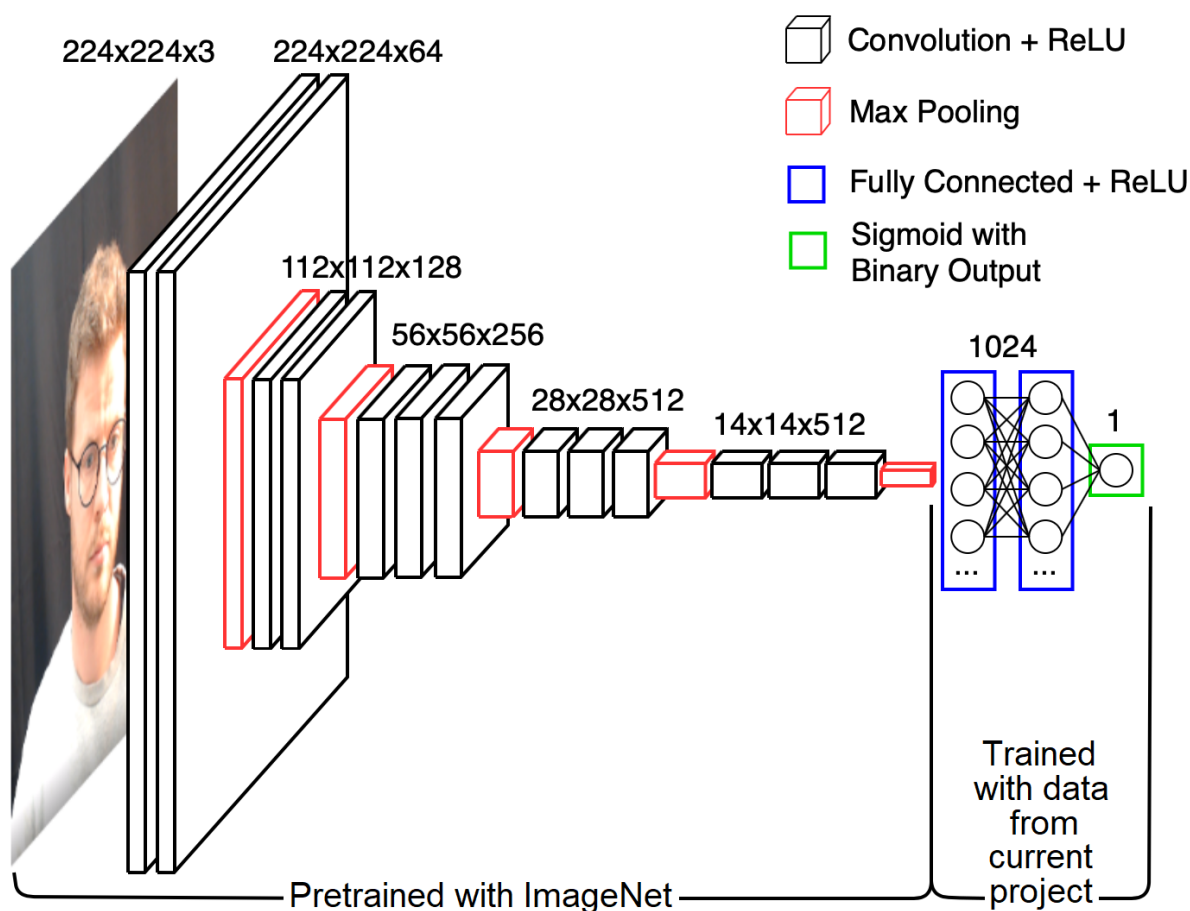 224x224x3
224x224x64
Convolution + ReLU
Max Pooling
Fully Connected + ReLU
Sigmoid with
Binary Output
112x112x128
56x56x256
28x28x512
14x14x512
1024
1
...
...
Trained
with data
from
current
project
Pretrained with ImageNet